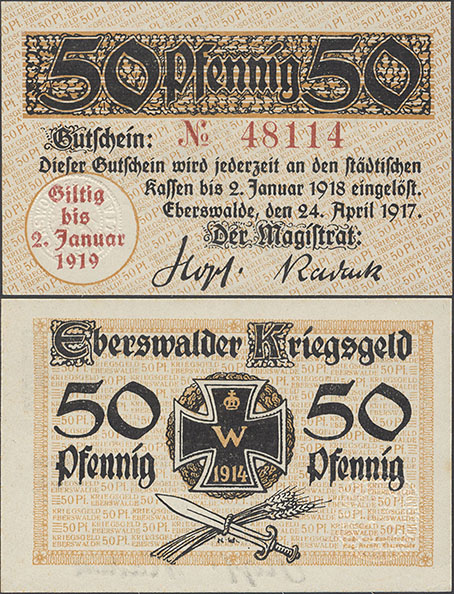 50 Pfennig 50
Gutschein: № 48114
Dieser Gutschein wird jederzeit an den städtischen
Kassen bis 2. Januar 1918 eingelöst.
Eberswalde, den 24. April 1917.
Der Magistrat:
Giltig
bis
2. Januar
1919
Hopf. Radack
Eberswalder Kriegsgeld
50 50
Pfennig Pfennig
W
1914
K.W.